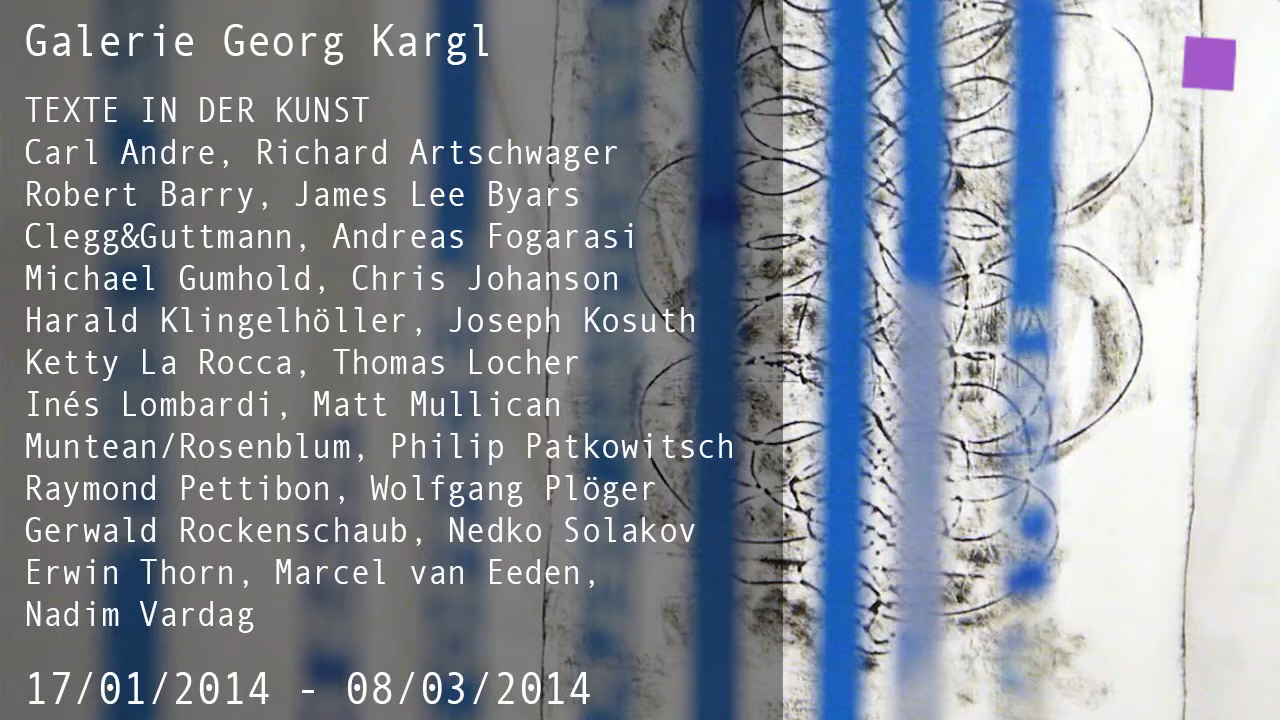 Galerie Georg Kargl
TEXTE IN DER KUNST
Carl Andre, Richard Artschwager
Robert Barry, James Lee Byars
Clegg&Guttmann, Andreas Fogarasi
Michael Gumhold, Chris Johanson
Harald Klingelhöller, Joseph Kosuth
Ketty La Rocca, Thomas Locher
Inés Lombardi, Matt Mullican
Muntean/Rosenblum, Philip Patkowitsch
Raymond Pettibon, Wolfgang Plöger
Gerwald Rockenschaub, Nedko Solakov
Erwin Thorn, Marcel van Eeden,
Nadim Vardag
17/01/2014 - 08/03/2014